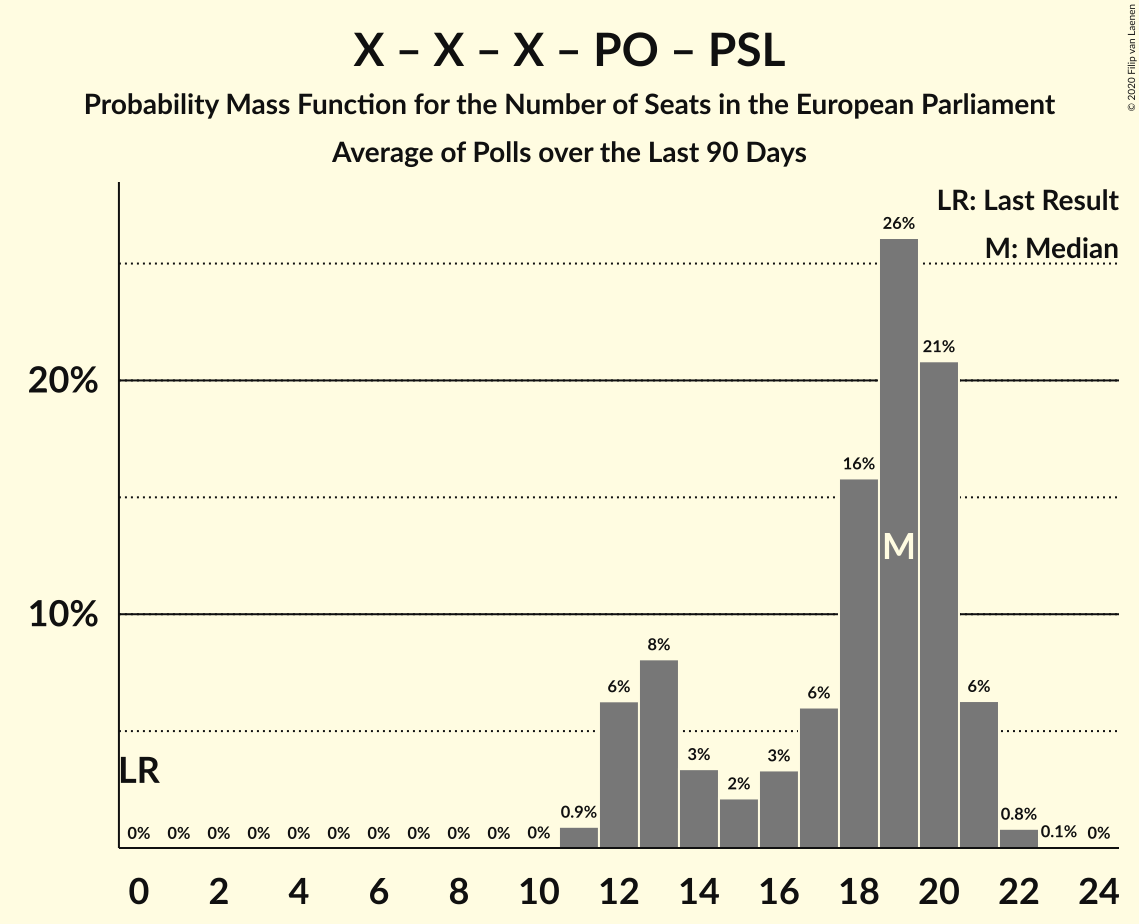 X – X – X – PO – PSL
Probability Mass Function for the Number of Seats in the European Parliament
Average of Polls over the Last 90 Days
© 2020 Filip van Laenen
LR: Last Result
M: Median
26%
21%
20%
16%
M
10%
8%
6%
6%
6%
3%
3%
2%
LR
0% 0% 0% 0% 0% 0% 0% 0% 0% 0% 0% 0.9% 0.8% 0.1% 0%
0 2 4 6 8 10 12 14 16 18 20 22 24